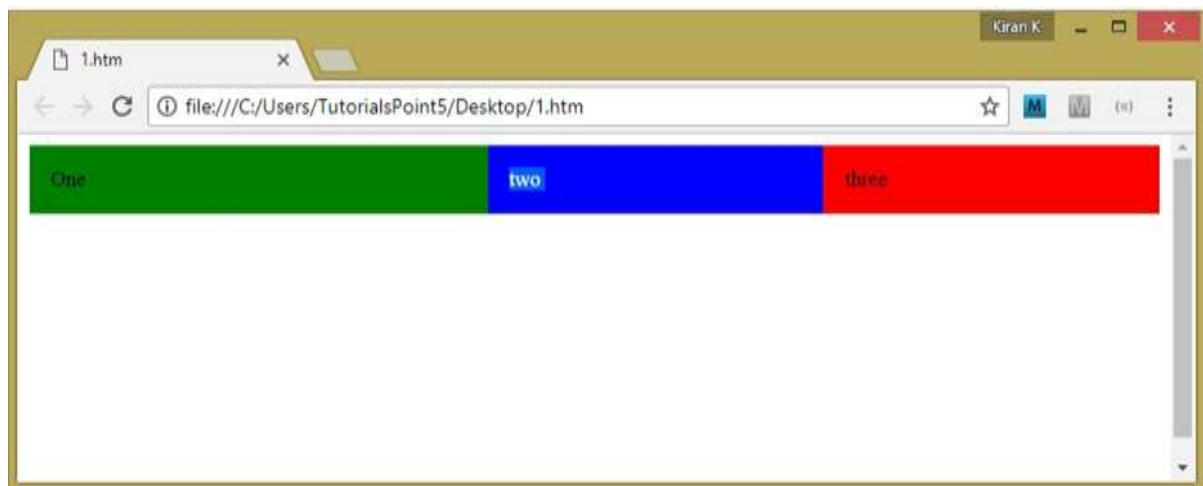 Kiran K
1.htm
file:///C:/Users/TutorialsPoint5/Desktop/1.htm
M
M
One
two
three